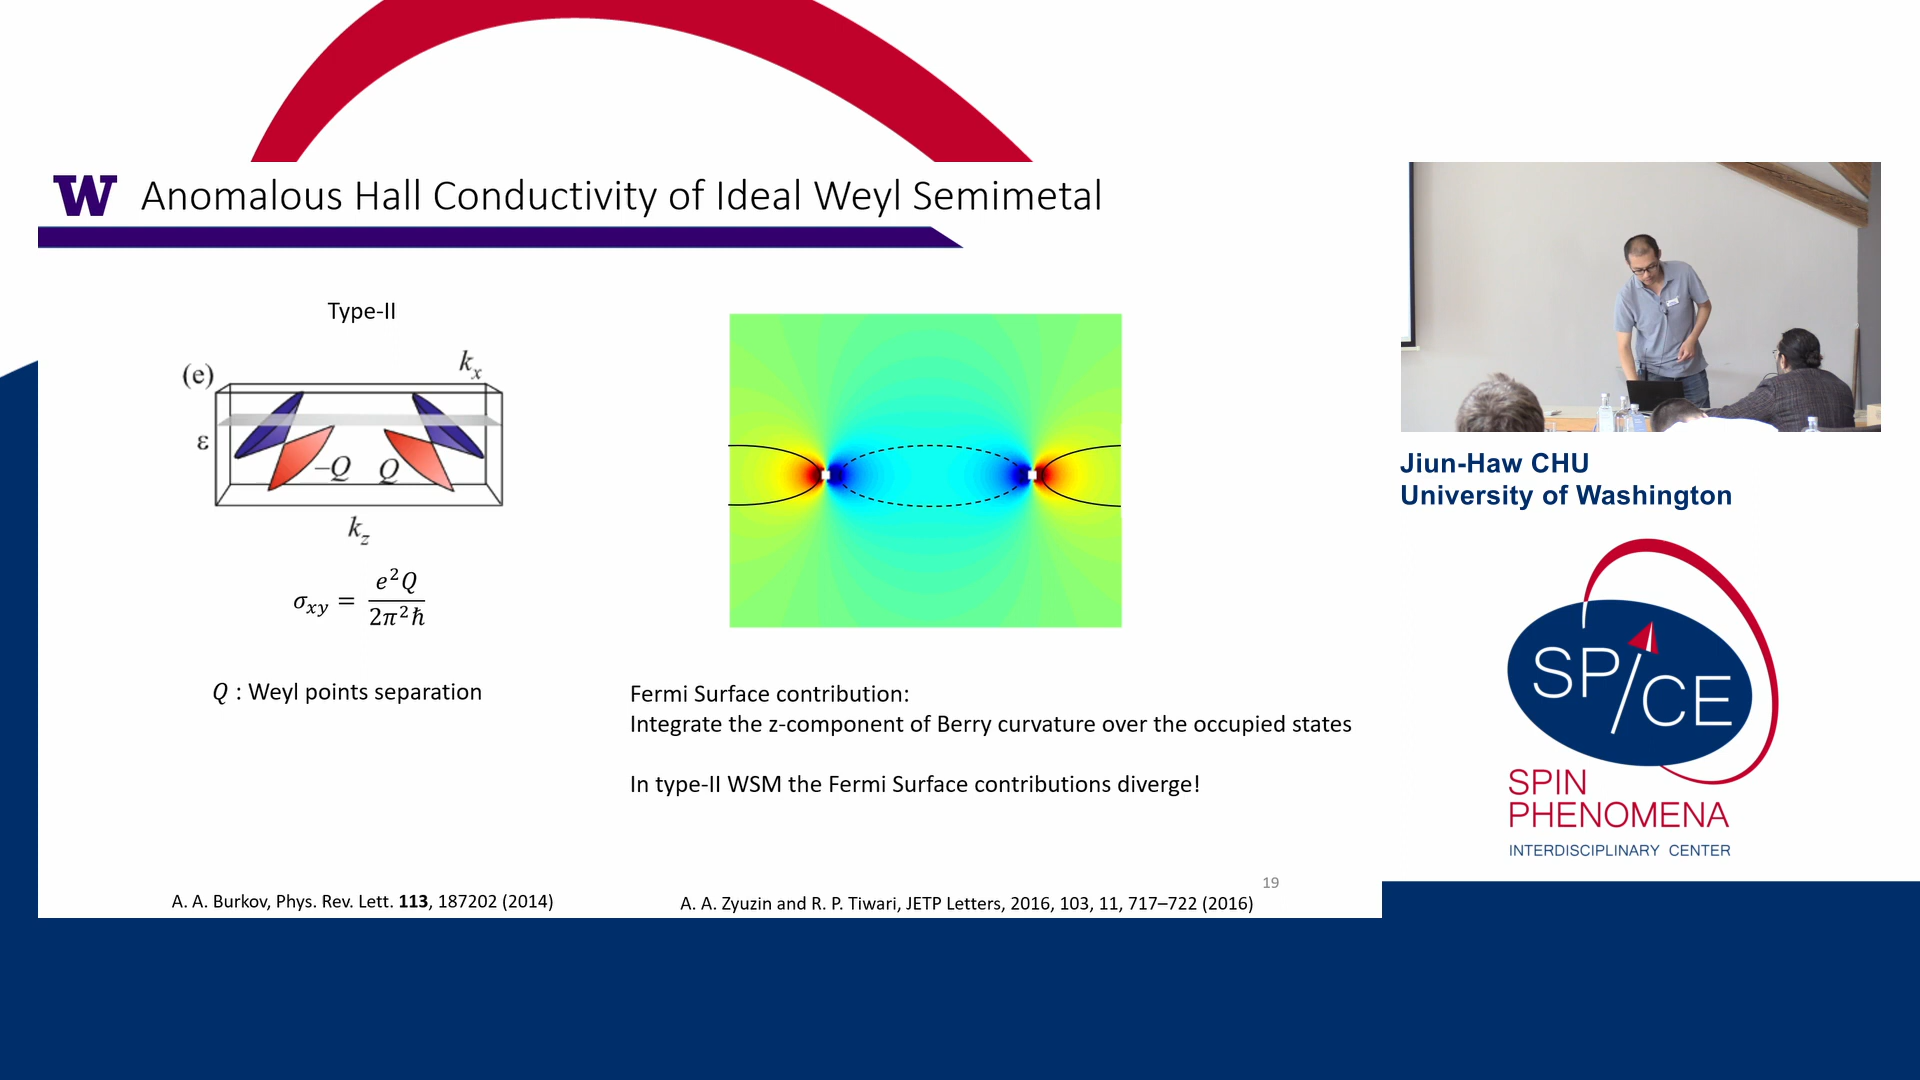 W Anomalous Hall Conductivity of Ideal Weyl Semimetal
Type-II
(e)
kₓ
ε
–Q Q
k_z
σ_xy = e²Q / 2π²ħ
Q : Weyl points separation
Fermi Surface contribution:
Integrate the z-component of Berry curvature over the occupied states
In type-II WSM the Fermi Surface contributions diverge!
19
A. A. Burkov, Phys. Rev. Lett. 113, 187202 (2014)
A. A. Zyuzin and R. P. Tiwari, JETP Letters, 2016, 103, 11, 717–722 (2016)
Jiun-Haw CHU
University of Washington
SP/CE
SPIN
PHENOMENA
INTERDISCIPLINARY CENTER